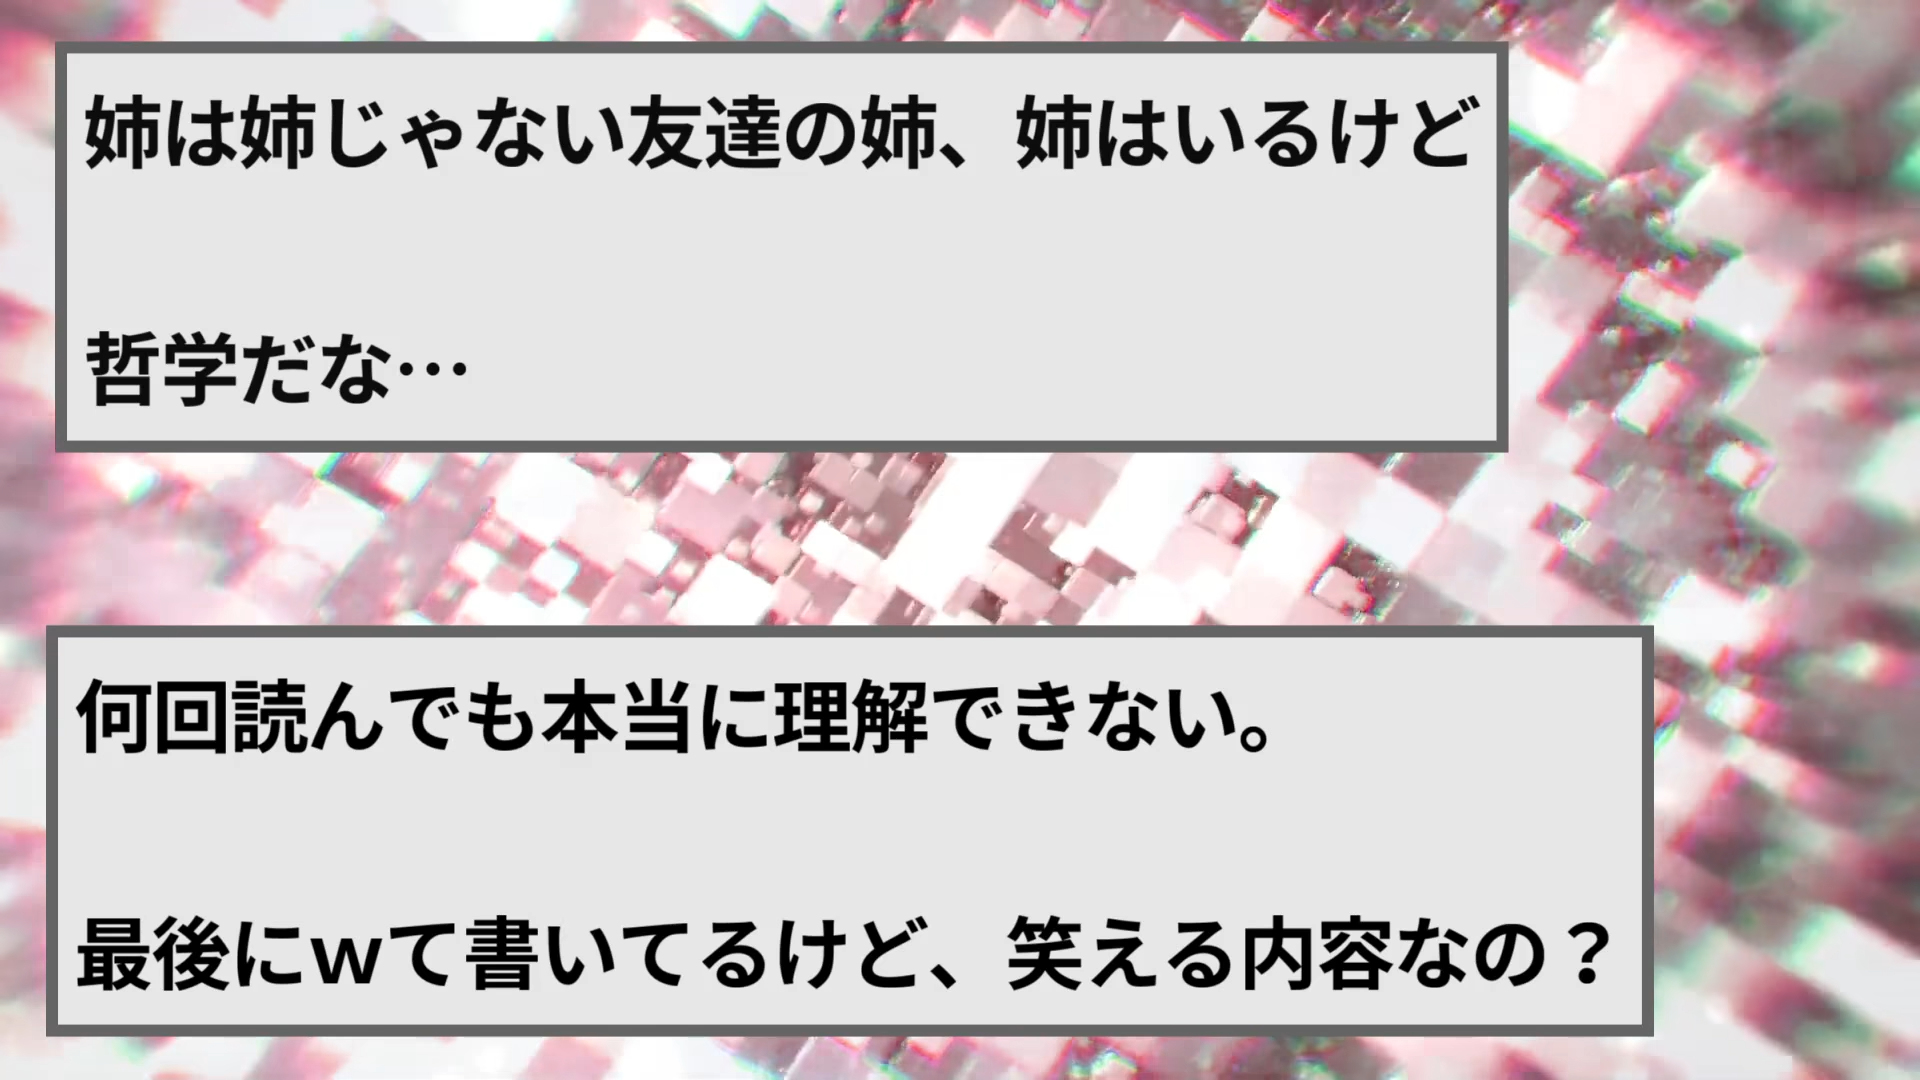 姉は姉じゃない友達の姉、姉はいるけど
哲学だな…
何回読んでも本当に理解できない。
最後にｗて書いてるけど、笑える内容なの？